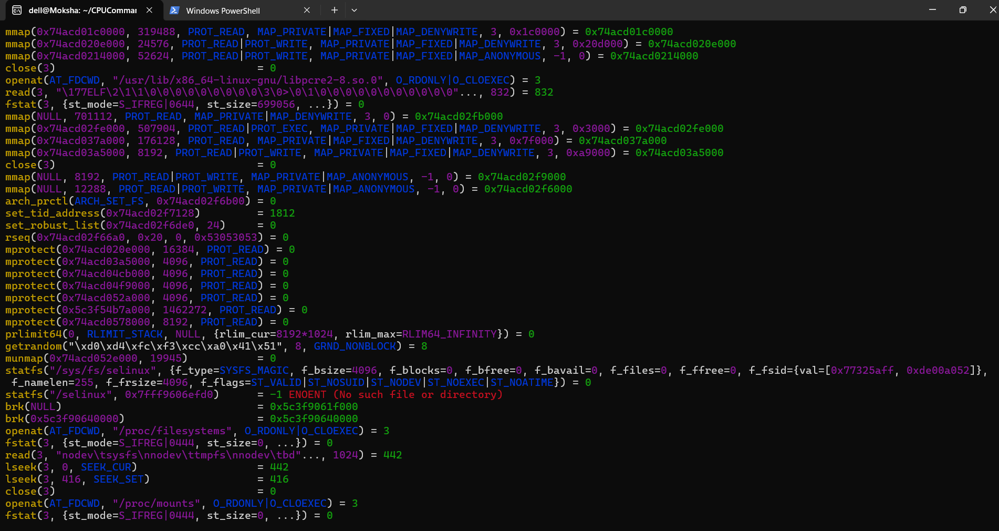 dell@Moksha: ~/CPUCommar
Windows PowerShell
mmap(0x74acd01c0000, 319488, PROT_READ, MAP_PRIVATE|MAP_FIXED|MAP_DENYWRITE, 3, 0x1c0000) = 0x74acd01c0000
mmap(0x74acd020e000, 24576, PROT_READ|PROT_WRITE, MAP_PRIVATE|MAP_FIXED|MAP_DENYWRITE, 3, 0x20d000) = 0x74acd020e000
mmap(0x74acd0214000, 52624, PROT_READ|PROT_WRITE, MAP_PRIVATE|MAP_FIXED|MAP_ANONYMOUS, -1, 0) = 0x74acd0214000
close(3)                                = 0
openat(AT_FDCWD, "/usr/lib/x86_64-linux-gnu/libpcre2-8.so.0", O_RDONLY|O_CLOEXEC) = 3
read(3, "\177ELF\2\1\1\0\0\0\0\0\0\0\0\0\3\0>\0\1\0\0\0\0\0\0\0\0\0\0\0"..., 832) = 832
fstat(3, {st_mode=S_IFREG|0644, st_size=699056, ...}) = 0
mmap(NULL, 701112, PROT_READ, MAP_PRIVATE|MAP_DENYWRITE, 3, 0) = 0x74acd02fb000
mmap(0x74acd02fe000, 507904, PROT_READ|PROT_EXEC, MAP_PRIVATE|MAP_FIXED|MAP_DENYWRITE, 3, 0x3000) = 0x74acd02fe000
mmap(0x74acd037a000, 176128, PROT_READ, MAP_PRIVATE|MAP_FIXED|MAP_DENYWRITE, 3, 0x7f000) = 0x74acd037a000
mmap(0x74acd03a5000, 8192, PROT_READ|PROT_WRITE, MAP_PRIVATE|MAP_FIXED|MAP_DENYWRITE, 3, 0xa9000) = 0x74acd03a5000
close(3)                                = 0
mmap(NULL, 8192, PROT_READ|PROT_WRITE, MAP_PRIVATE|MAP_ANONYMOUS, -1, 0) = 0x74acd02f9000
mmap(NULL, 12288, PROT_READ|PROT_WRITE, MAP_PRIVATE|MAP_ANONYMOUS, -1, 0) = 0x74acd02f6000
arch_prctl(ARCH_SET_FS, 0x74acd02f6b00) = 0
set_tid_address(0x74acd02f7128)         = 1812
set_robust_list(0x74acd02f6de0, 24)     = 0
rseq(0x74acd02f66a0, 0x20, 0, 0x53053053) = 0
mprotect(0x74acd020e000, 16384, PROT_READ) = 0
mprotect(0x74acd03a5000, 4096, PROT_READ) = 0
mprotect(0x74acd04cb000, 4096, PROT_READ) = 0
mprotect(0x74acd04f9000, 4096, PROT_READ) = 0
mprotect(0x74acd052a000, 4096, PROT_READ) = 0
mprotect(0x5c3f54b7a000, 1462272, PROT_READ) = 0
mprotect(0x74acd0578000, 8192, PROT_READ) = 0
prlimit64(0, RLIMIT_STACK, NULL, {rlim_cur=8192*1024, rlim_max=RLIM64_INFINITY}) = 0
getrandom("\xd0\xd4\xfc\xf3\xcc\xa0\x41\x51", 8, GRND_NONBLOCK) = 8
munmap(0x74acd052e000, 19945)           = 0
statfs("/sys/fs/selinux", {f_type=SYSFS_MAGIC, f_bsize=4096, f_blocks=0, f_bfree=0, f_bavail=0, f_files=0, f_ffree=0, f_fsid={val=[0x77325aff, 0xde00a052]},
 f_namelen=255, f_frsize=4096, f_flags=ST_VALID|ST_NOSUID|ST_NODEV|ST_NOEXEC|ST_NOATIME}) = 0
statfs("/selinux", 0x7fff9606efd0)      = -1 ENOENT (No such file or directory)
brk(NULL)                               = 0x5c3f9061f000
brk(0x5c3f90640000)                     = 0x5c3f90640000
openat(AT_FDCWD, "/proc/filesystems", O_RDONLY|O_CLOEXEC) = 3
fstat(3, {st_mode=S_IFREG|0444, st_size=0, ...}) = 0
read(3, "nodev\tsysfs\nnodev\ttmpfs\nnodev\tbd"..., 1024) = 442
lseek(3, 0, SEEK_CUR)                   = 442
lseek(3, 416, SEEK_SET)                 = 416
close(3)                                = 0
openat(AT_FDCWD, "/proc/mounts", O_RDONLY|O_CLOEXEC) = 3
fstat(3, {st_mode=S_IFREG|0444, st_size=0, ...}) = 0